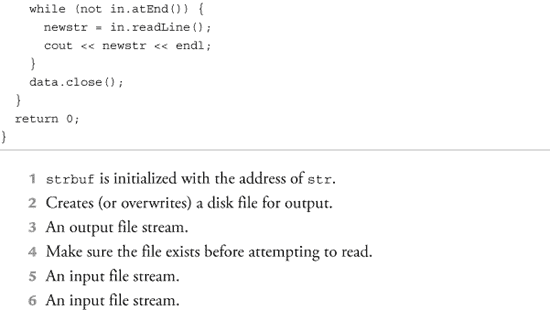 while (not in.atEnd()) {
newstr = in.readLine();
cout << newstr << endl;
}
data.close();
}
return 0;
}
1 strbuf is initialized with the address of str.
2 Creates (or overwrites) a disk file for output.
3 An output file stream.
4 Make sure the file exists before attempting to read.
5 An input file stream.
6 An input file stream.